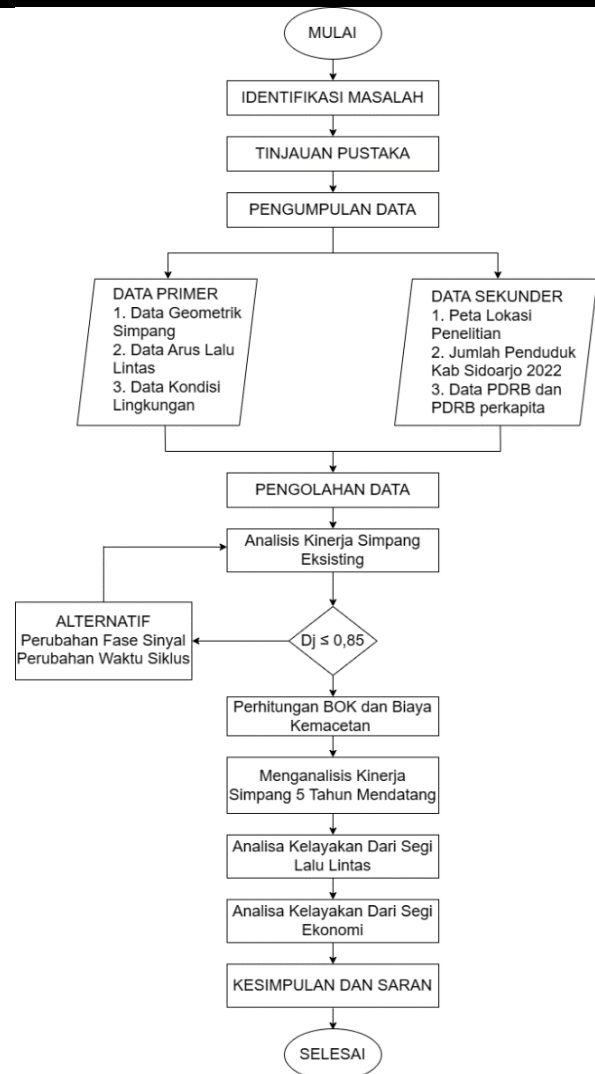 MULAI
IDENTIFIKASI MASALAH
TINJAUAN PUSTAKA
PENGUMPULAN DATA
DATA PRIMER
1. Data Geometrik
Simpang
2. Data Arus Lalu
Lintas
3. Data Kondisi
Lingkungan
DATA SEKUNDER
1. Peta Lokasi
Penelitian
2. Jumlah Penduduk
Kab Sidoarjo 2022
3. Data PDRB dan
PDRB perkapita
PENGOLAHAN DATA
Analisis Kinerja Simpang
Eksisting
ALTERNATIF
Perubahan Fase Sinyal
Perubahan Waktu Siklus
Dj ≤ 0,85
Perhitungan BOK dan Biaya
Kemacetan
Menganalisis Kinerja
Simpang 5 Tahun Mendatang
Analisa Kelayakan Dari Segi
Lalu Lintas
Analisa Kelayakan Dari Segi
Ekonomi
KESIMPULAN DAN SARAN
SELESAI